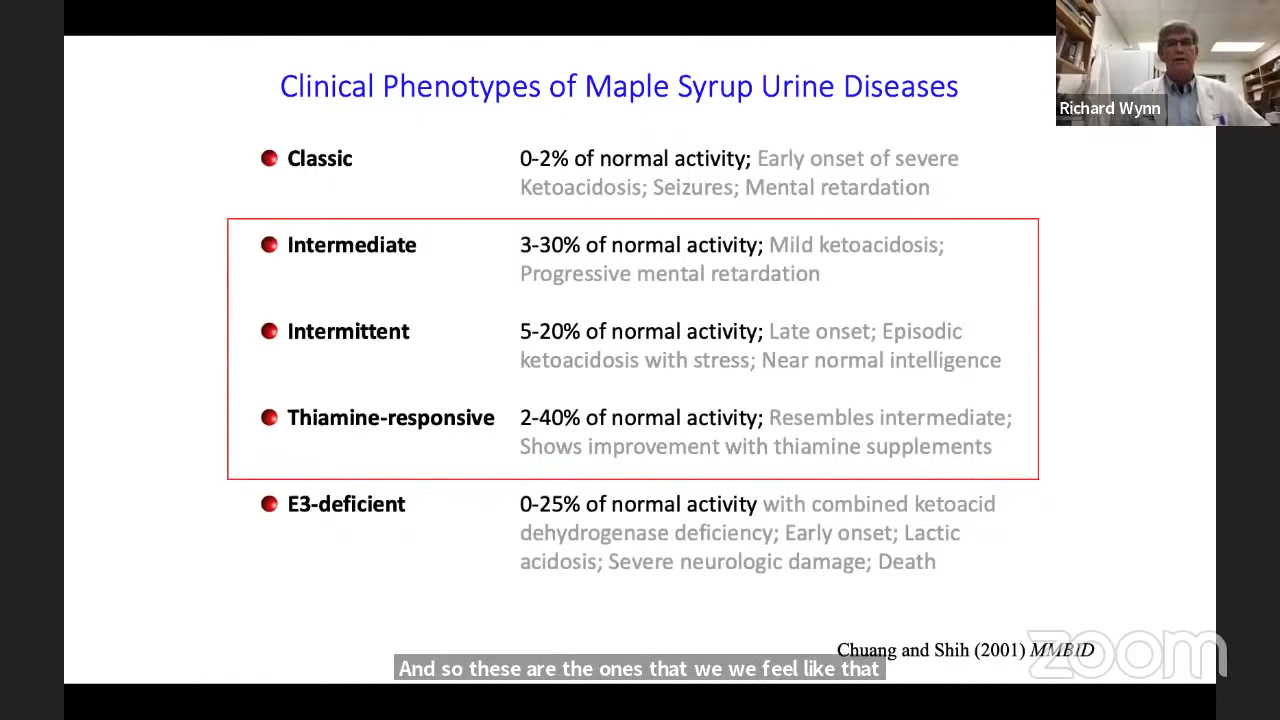 Clinical Phenotypes of Maple Syrup Urine Diseases
Richard Wynn
Classic 0-2% of normal activity; Early onset of severe
Ketoacidosis; Seizures; Mental retardation
Intermediate 3-30% of normal activity; Mild ketoacidosis;
Progressive mental retardation
Intermittent 5-20% of normal activity; Late onset; Episodic
ketoacidosis with stress; Near normal intelligence
Thiamine-responsive 2-40% of normal activity; Resembles intermediate;
Shows improvement with thiamine supplements
E3-deficient 0-25% of normal activity with combined ketoacid
dehydrogenase deficiency; Early onset; Lactic
acidosis; Severe neurologic damage; Death
Chuang and Shih (2001) MMBID
zoom
And so these are the ones that we we feel like that